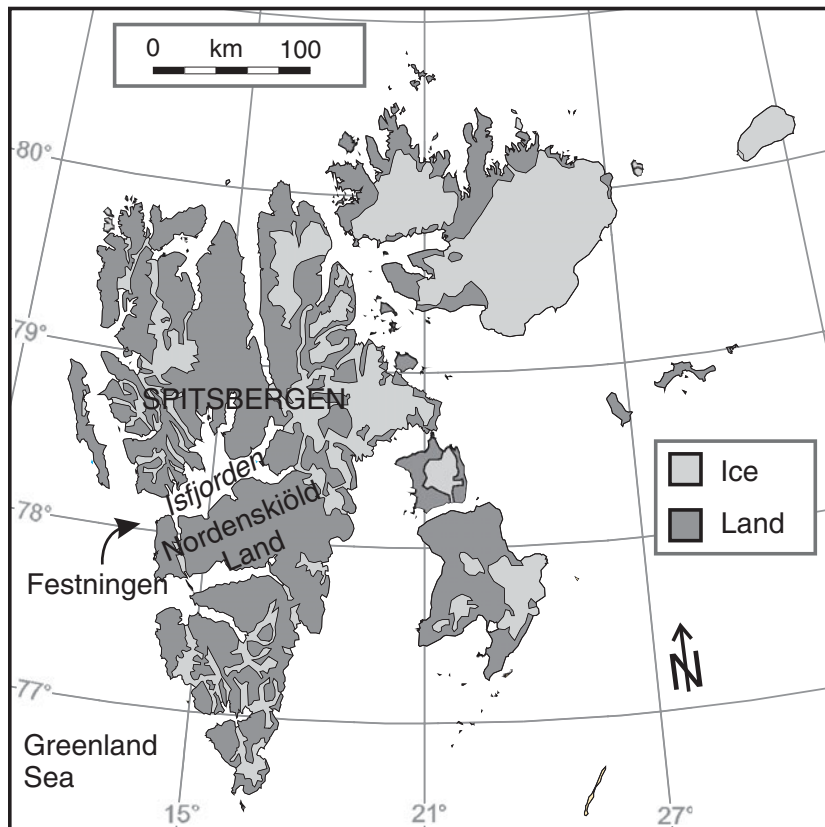 0 km 100
80°
79°
SPITSBERGEN
Isfjorden
78°
Nordenskiöld
Land
Festningen
Ice
Land
N
77°
Greenland
Sea
15°
21°
27°